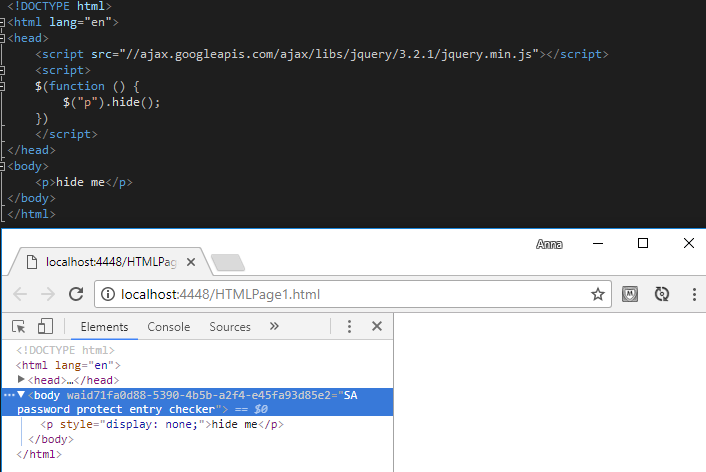 <!DOCTYPE html>
<html lang="en">
<head>
<script src="//ajax.googleapis.com/ajax/libs/jquery/3.2.1/jquery.min.js"></script>
<script>
$(function () {
$("p").hide();
})
</script>
</head>
<body>
<p>hide me</p>
</body>
</html>
Anna
localhost:4448/HTMLPag
localhost:4448/HTMLPage1.html
Elements Console Sources »
<!DOCTYPE html>
<html lang="en">
<head>…</head>
<body waid71fa0d88-5390-4b5b-a2f4-e45fa93d85e2="SA
password protect entry checker"> == $0
<p style="display: none;">hide me</p>
</body>
</html>